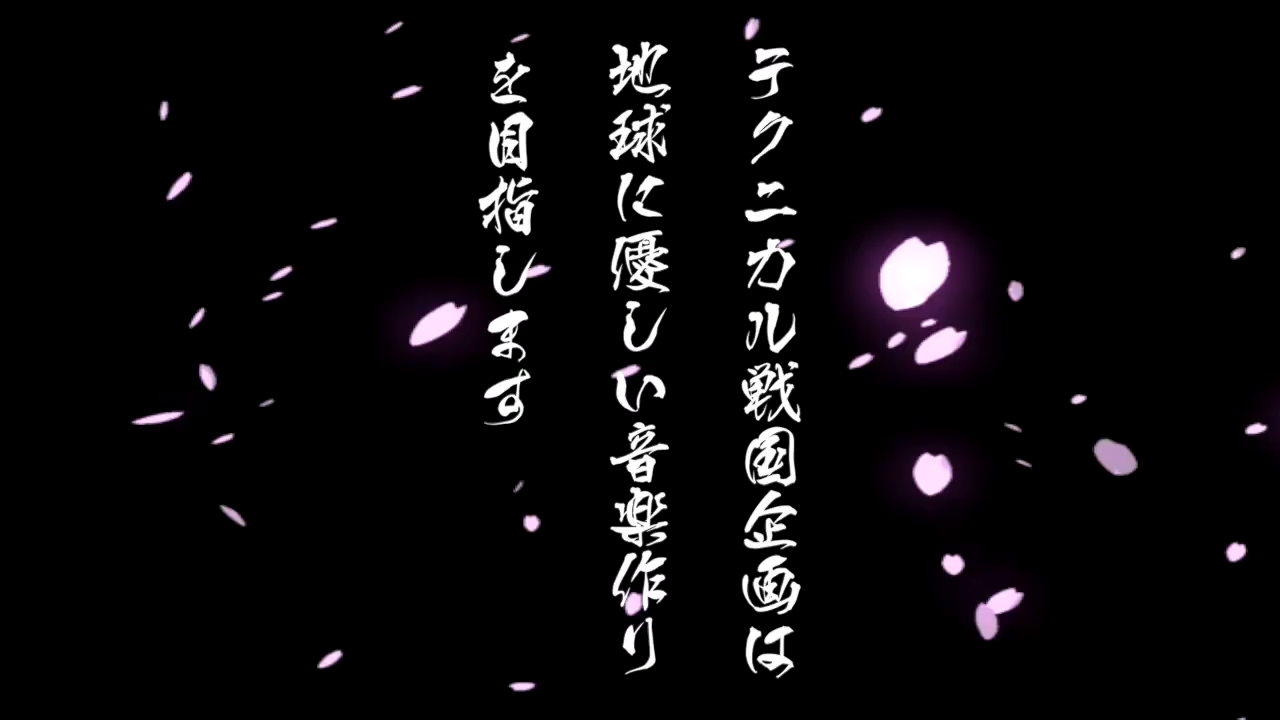 テクニカル戦国企画は
地球に優しい音楽作り
を目指します